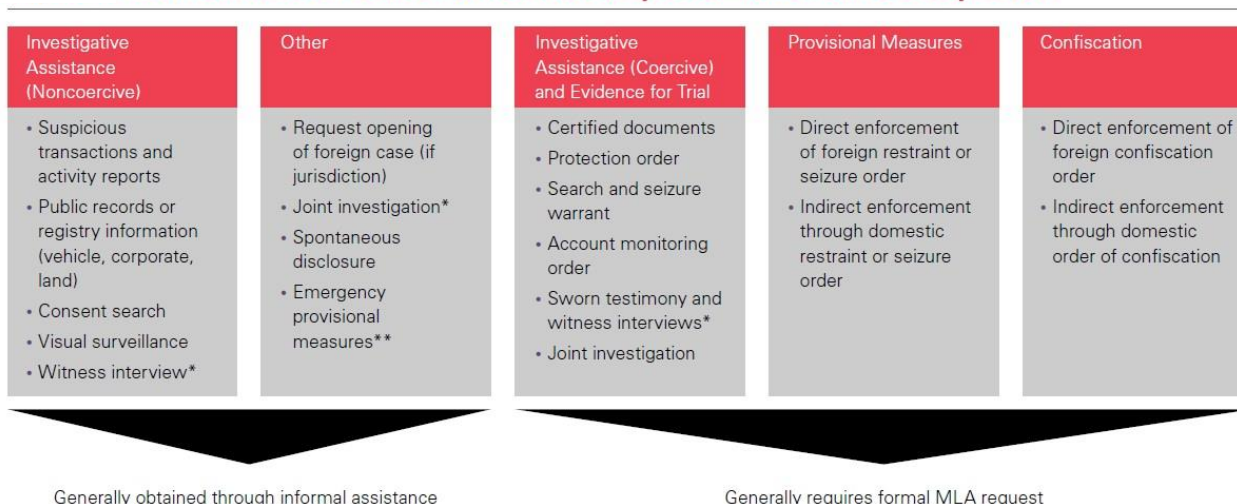 Investigative
Assistance
(Noncoercive)
• Suspicious
transactions and
activity reports
• Public records or
registry information
(vehicle, corporate,
land)
• Consent search
• Visual surveillance
• Witness interview*
Other
• Request opening
of foreign case (if
jurisdiction)
• Joint investigation*
• Spontaneous
disclosure
• Emergency
provisional
measures**
Investigative
Assistance (Coercive)
and Evidence for Trial
• Certified documents
• Protection order
• Search and seizure
warrant
• Account monitoring
order
• Sworn testimony and
witness interviews*
• Joint investigation
Provisional Measures
• Direct enforcement
of foreign restraint or
seizure order
• Indirect enforcement
through domestic
restraint or seizure
order
Confiscation
• Direct enforcement of
foreign confiscation
order
• Indirect enforcement
through domestic
order of confiscation
Generally obtained through informal assistance
Generally requires formal MLA request